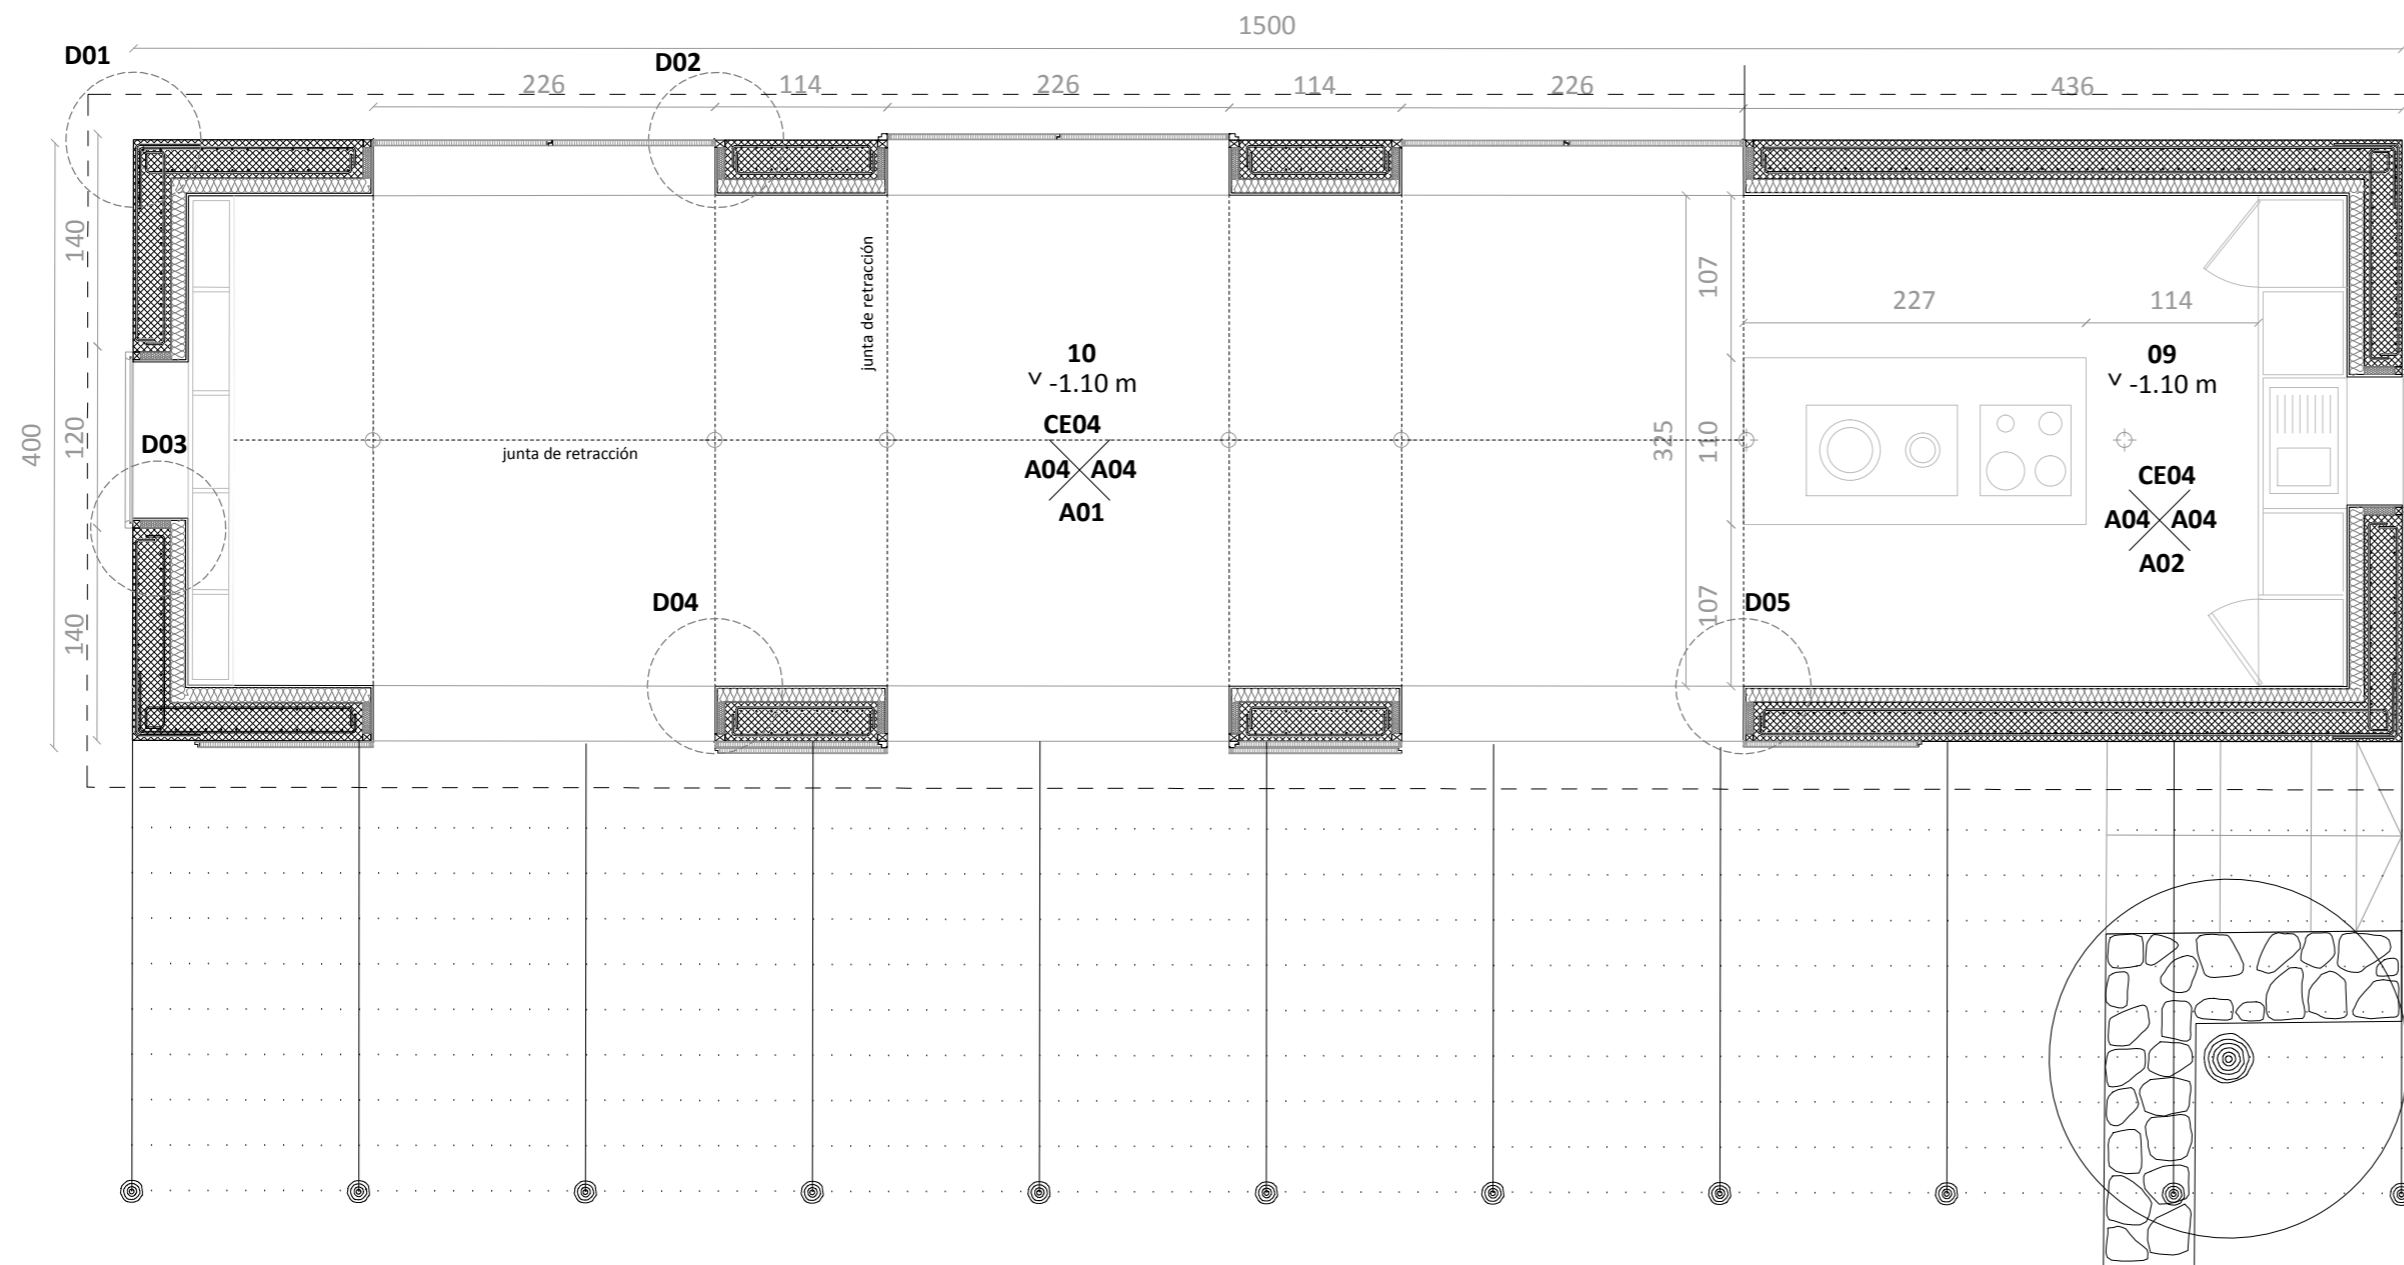 1500
D01
D02
226
114
226
114
226
436
140
120
140
400
junta de retracción
107
227
114
10
v -1.10 m
09
v -1.10 m
CE04
A04 A04
A01
D03
junta de retracción
325
110
CE04
A04 A04
A02
D04
107
D05